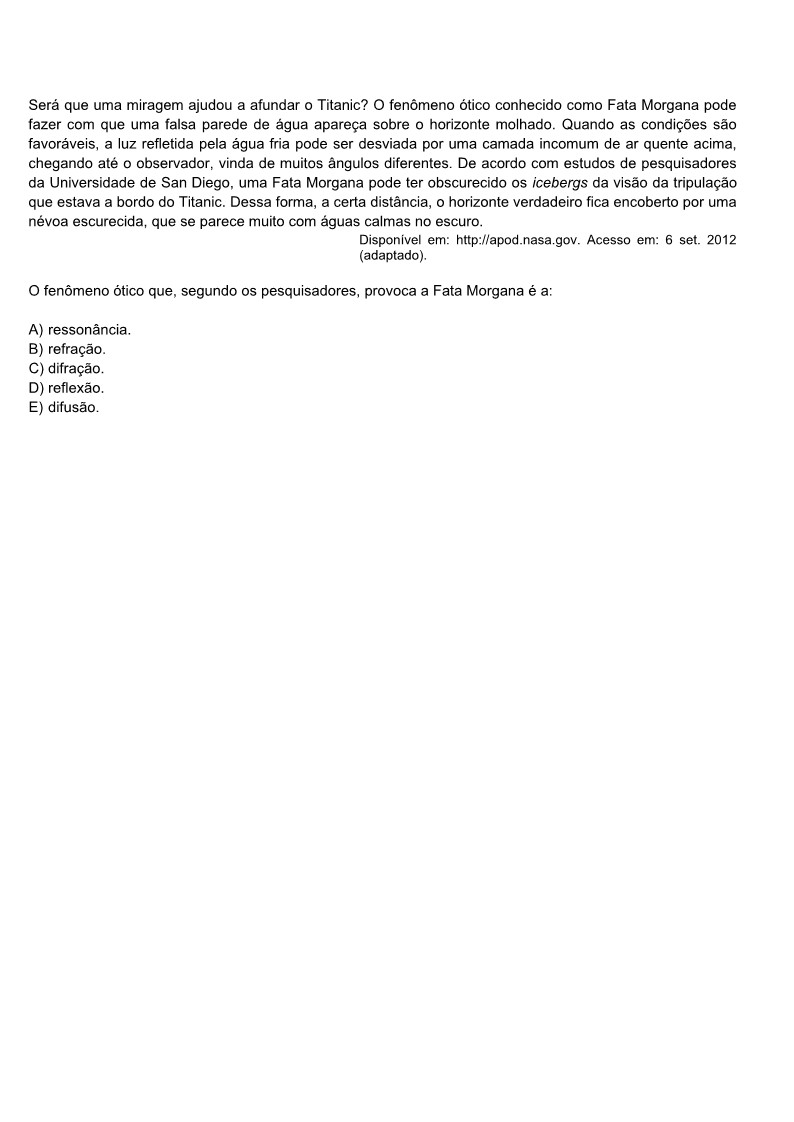 Será que uma miragem ajudou a afundar o Titanic? O fenômeno ótico conhecido como Fata Morgana pode
fazer com que uma falsa parede de água apareça sobre o horizonte molhado. Quando as condições são
favoráveis, a luz refletida pela água fria pode ser desviada por uma camada incomum de ar quente acima,
chegando até o observador, vinda de muitos ângulos diferentes. De acordo com estudos de pesquisadores
da Universidade de San Diego, uma Fata Morgana pode ter obscurecido os icebergs da visão da tripulação
que estava a bordo do Titanic. Dessa forma, a certa distância, o horizonte verdadeiro fica encoberto por uma
névoa escurecida, que se parece muito com águas calmas no escuro.
Disponível em: http://apod.nasa.gov. Acesso em: 6 set. 2012
(adaptado).
O fenômeno ótico que, segundo os pesquisadores, provoca a Fata Morgana é a:
A) ressonância.
B) refração.
C) difração.
D) reflexão.
E) difusão.